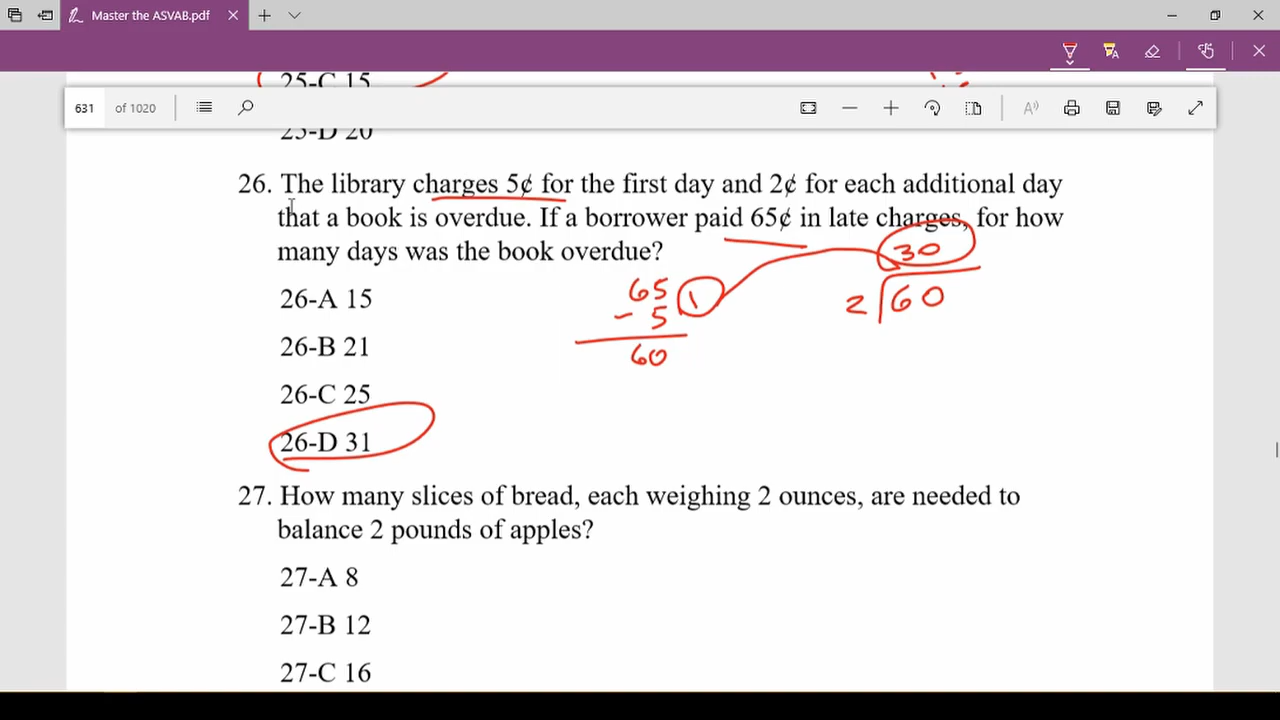 Master the ASVAB.pdf
25-C 15
631 of 1020
25-D 20
26. The library charges 5¢ for the first day and 2¢ for each additional day
that a book is overdue. If a borrower paid 65¢ in late charges, for how
many days was the book overdue?
30
2 60
65 1
- 5
60
26-A 15
26-B 21
26-C 25
26-D 31
27. How many slices of bread, each weighing 2 ounces, are needed to
balance 2 pounds of apples?
27-A 8
27-B 12
27-C 16